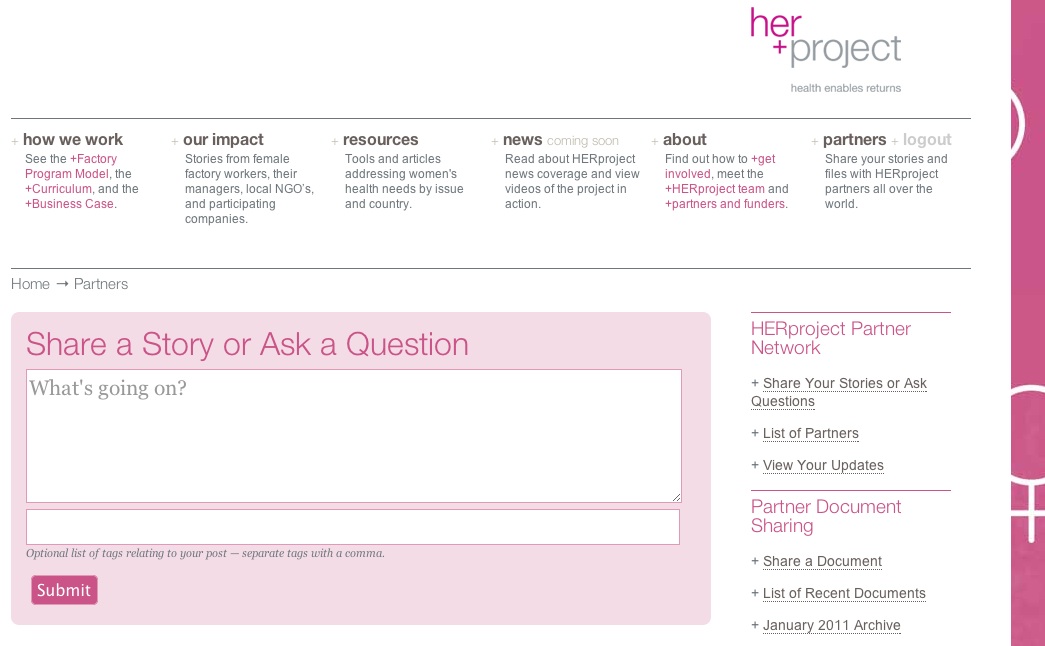 her
+project
health enables returns
+ how we work
See the +Factory
Program Model, the
+Curriculum, and the
+Business Case.
+ our impact
Stories from female
factory workers, their
managers, local NGO's,
and participating
companies.
+ resources
Tools and articles
addressing women's
health needs by issue
and country.
+ news coming soon
Read about HERproject
news coverage and view
videos of the project in
action.
+ about
Find out how to +get
involved, meet the
+HERproject team and
+partners and funders.
+ partners + logout
Share your stories and
files with HERproject
partners all over the
world.
Home → Partners
Share a Story or Ask a Question
What's going on?
Optional list of tags relating to your post — separate tags with a comma.
Submit
HERproject Partner
Network
+ Share Your Stories or Ask
Questions
+ List of Partners
+ View Your Updates
Partner Document
Sharing
+ Share a Document
+ List of Recent Documents
+ January 2011 Archive